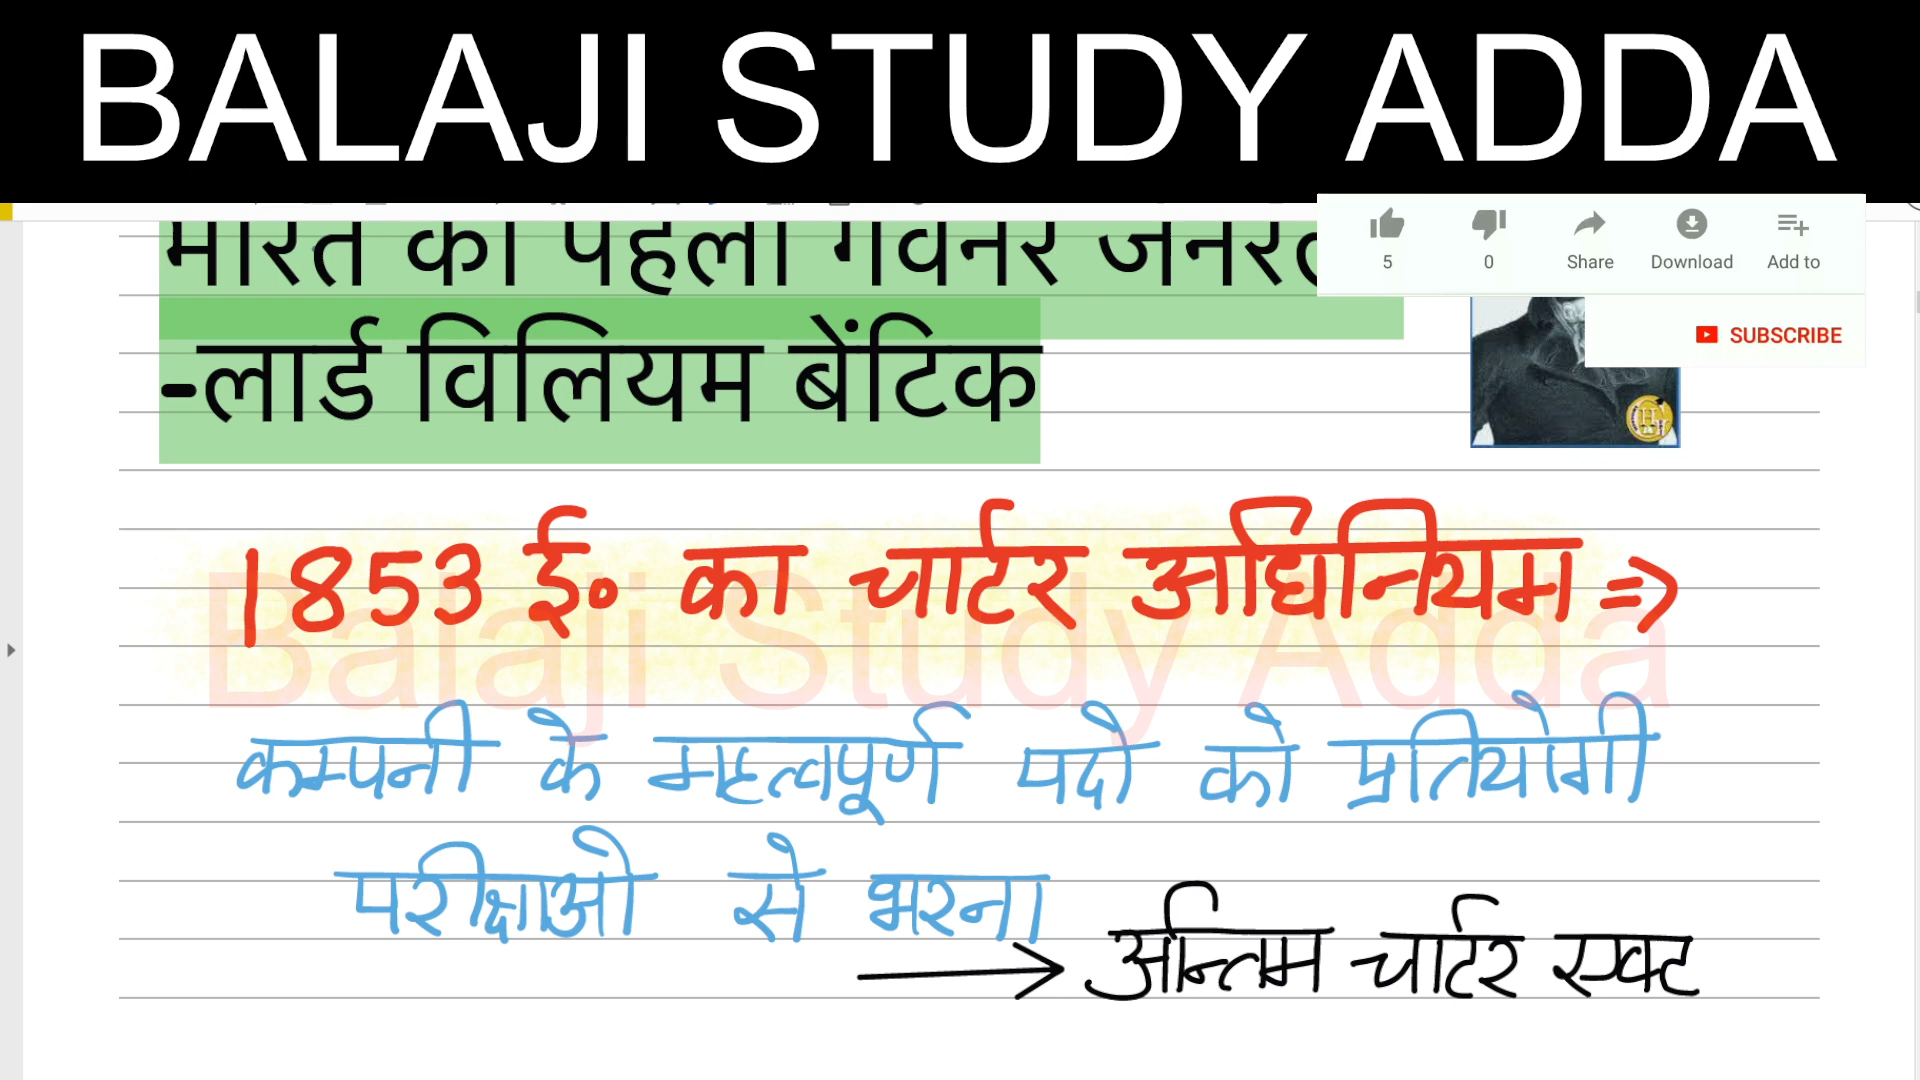 BALAJI STUDY ADDA
भारत का पहला गवर्नर जनरल
5 0 Share Download Add to
-लार्ड विलियम बेंटिक
SUBSCRIBE
1853 ई० का चार्टर अधिनियम =>
Balaji Study Adda
कम्पनी के महत्वपूर्ण पदो को प्रतियोगी
परीक्षाओ से भरना
→ अन्तिम चार्टर एक्ट